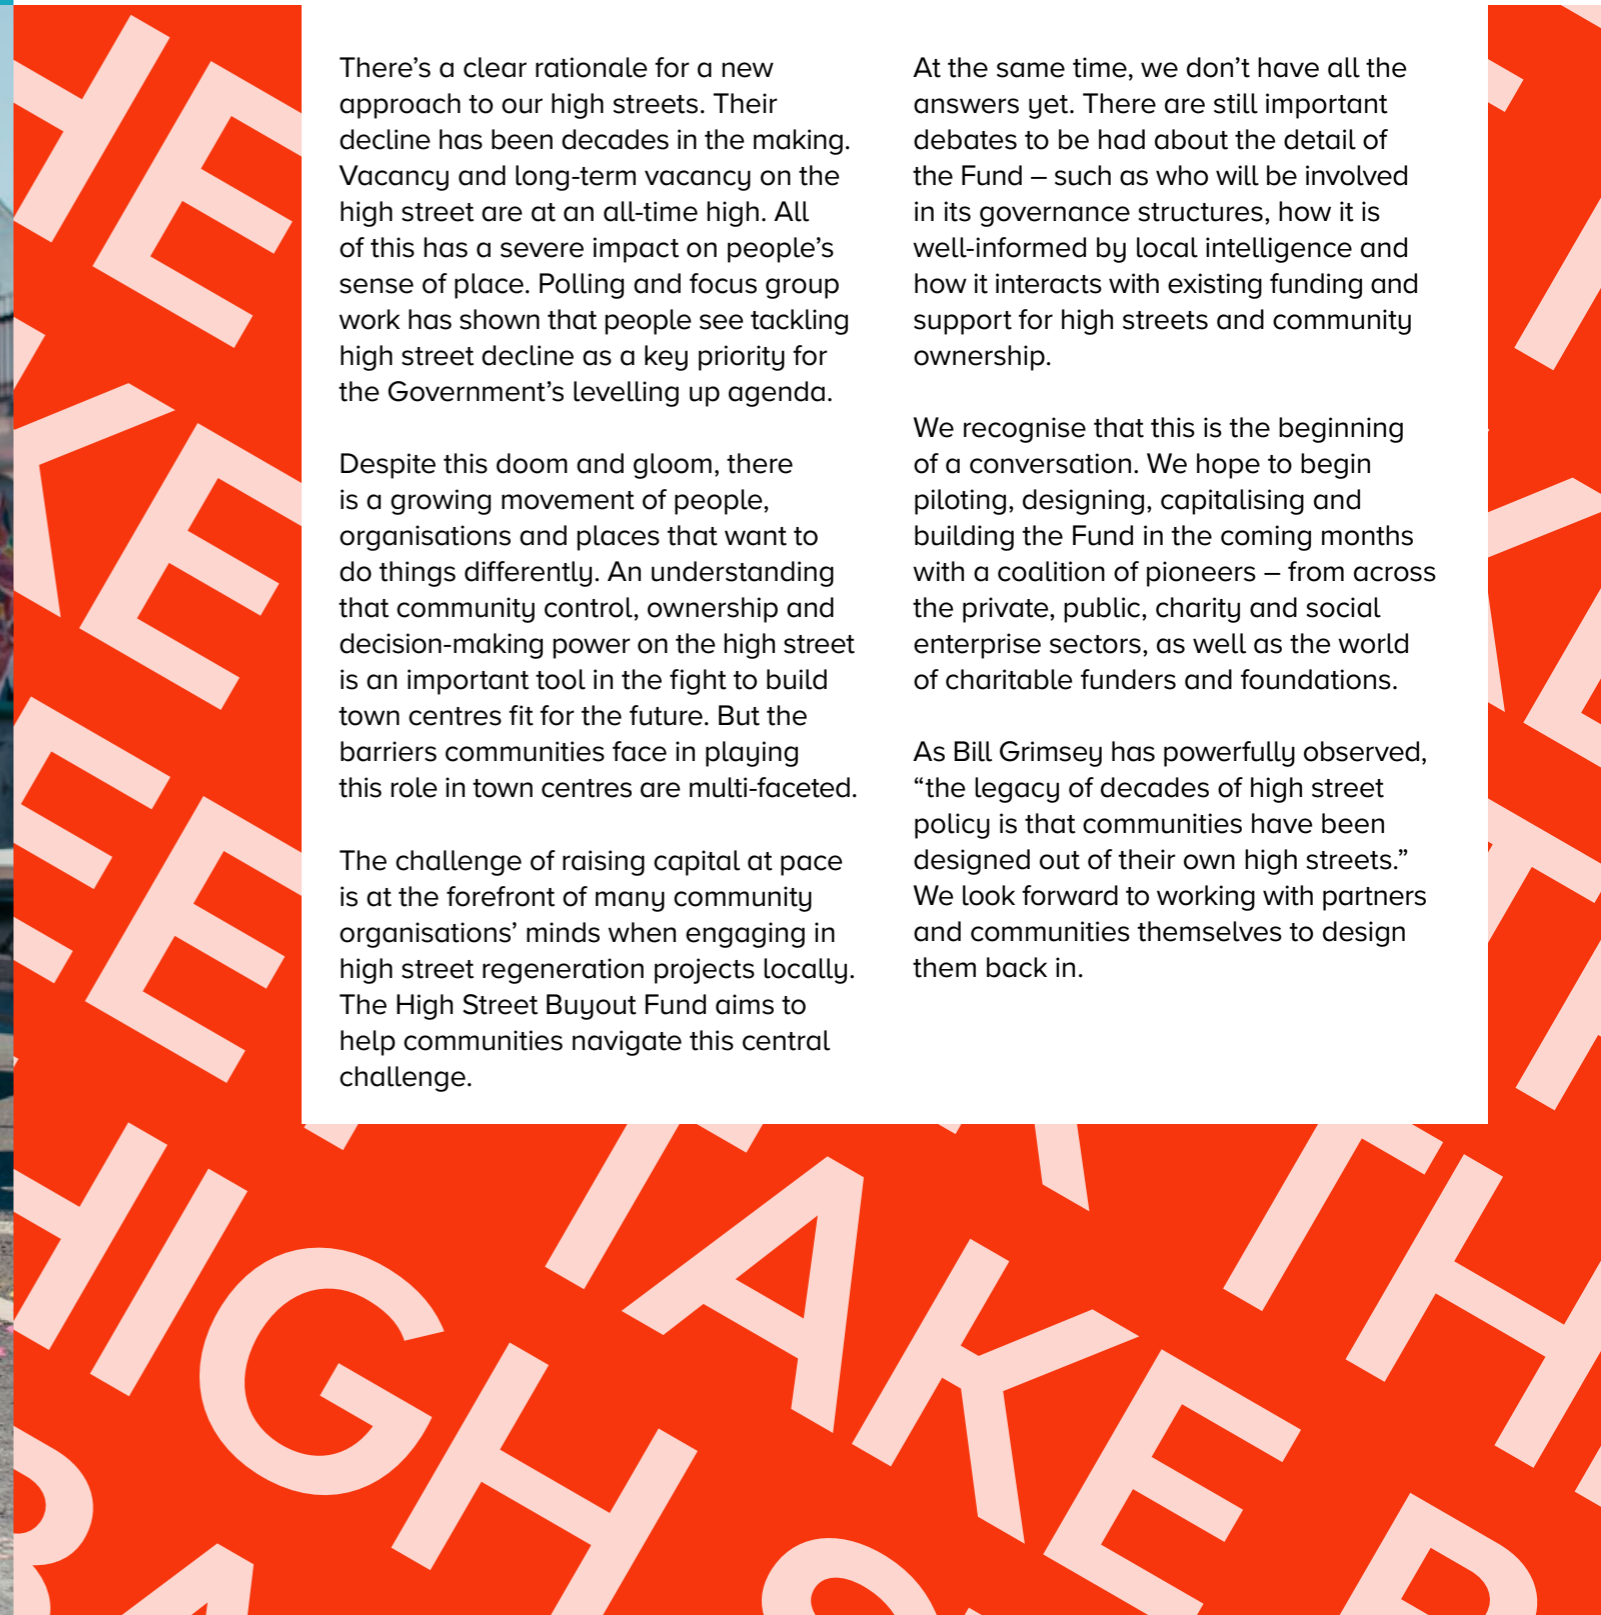 There’s a clear rationale for a new
approach to our high streets. Their
decline has been decades in the making.
Vacancy and long-term vacancy on the
high street are at an all-time high. All
of this has a severe impact on people’s
sense of place. Polling and focus group
work has shown that people see tackling
high street decline as a key priority for
the Government’s levelling up agenda.
Despite this doom and gloom, there
is a growing movement of people,
organisations and places that want to
do things differently. An understanding
that community control, ownership and
decision-making power on the high street
is an important tool in the fight to build
town centres fit for the future. But the
barriers communities face in playing
this role in town centres are multi-faceted.
The challenge of raising capital at pace
is at the forefront of many community
organisations’ minds when engaging in
high street regeneration projects locally.
The High Street Buyout Fund aims to
help communities navigate this central
challenge.
At the same time, we don’t have all the
answers yet. There are still important
debates to be had about the detail of
the Fund – such as who will be involved
in its governance structures, how it is
well-informed by local intelligence and
how it interacts with existing funding and
support for high streets and community
ownership.
We recognise that this is the beginning
of a conversation. We hope to begin
piloting, designing, capitalising and
building the Fund in the coming months
with a coalition of pioneers – from across
the private, public, charity and social
enterprise sectors, as well as the world
of charitable funders and foundations.
As Bill Grimsey has powerfully observed,
“the legacy of decades of high street
policy is that communities have been
designed out of their own high streets.”
We look forward to working with partners
and communities themselves to design
them back in.
HIGH
TAKE